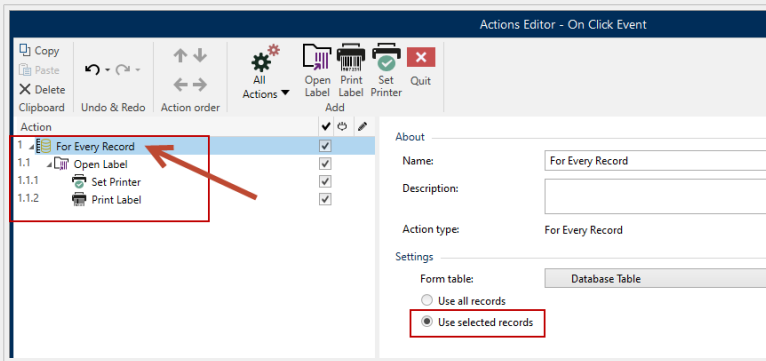 Actions Editor - On Click Event
Copy
Paste
Delete
Clipboard
Undo & Redo
Action order
All
Actions
Open
Label
Print
Label
Set
Printer
Quit
Add
Action
1 For Every Record
1.1 Open Label
1.1.1 Set Printer
1.1.2 Print Label
About
Name: For Every Record
Description:
Action type: For Every Record
Settings
Form table: Database Table
Use all records
Use selected records